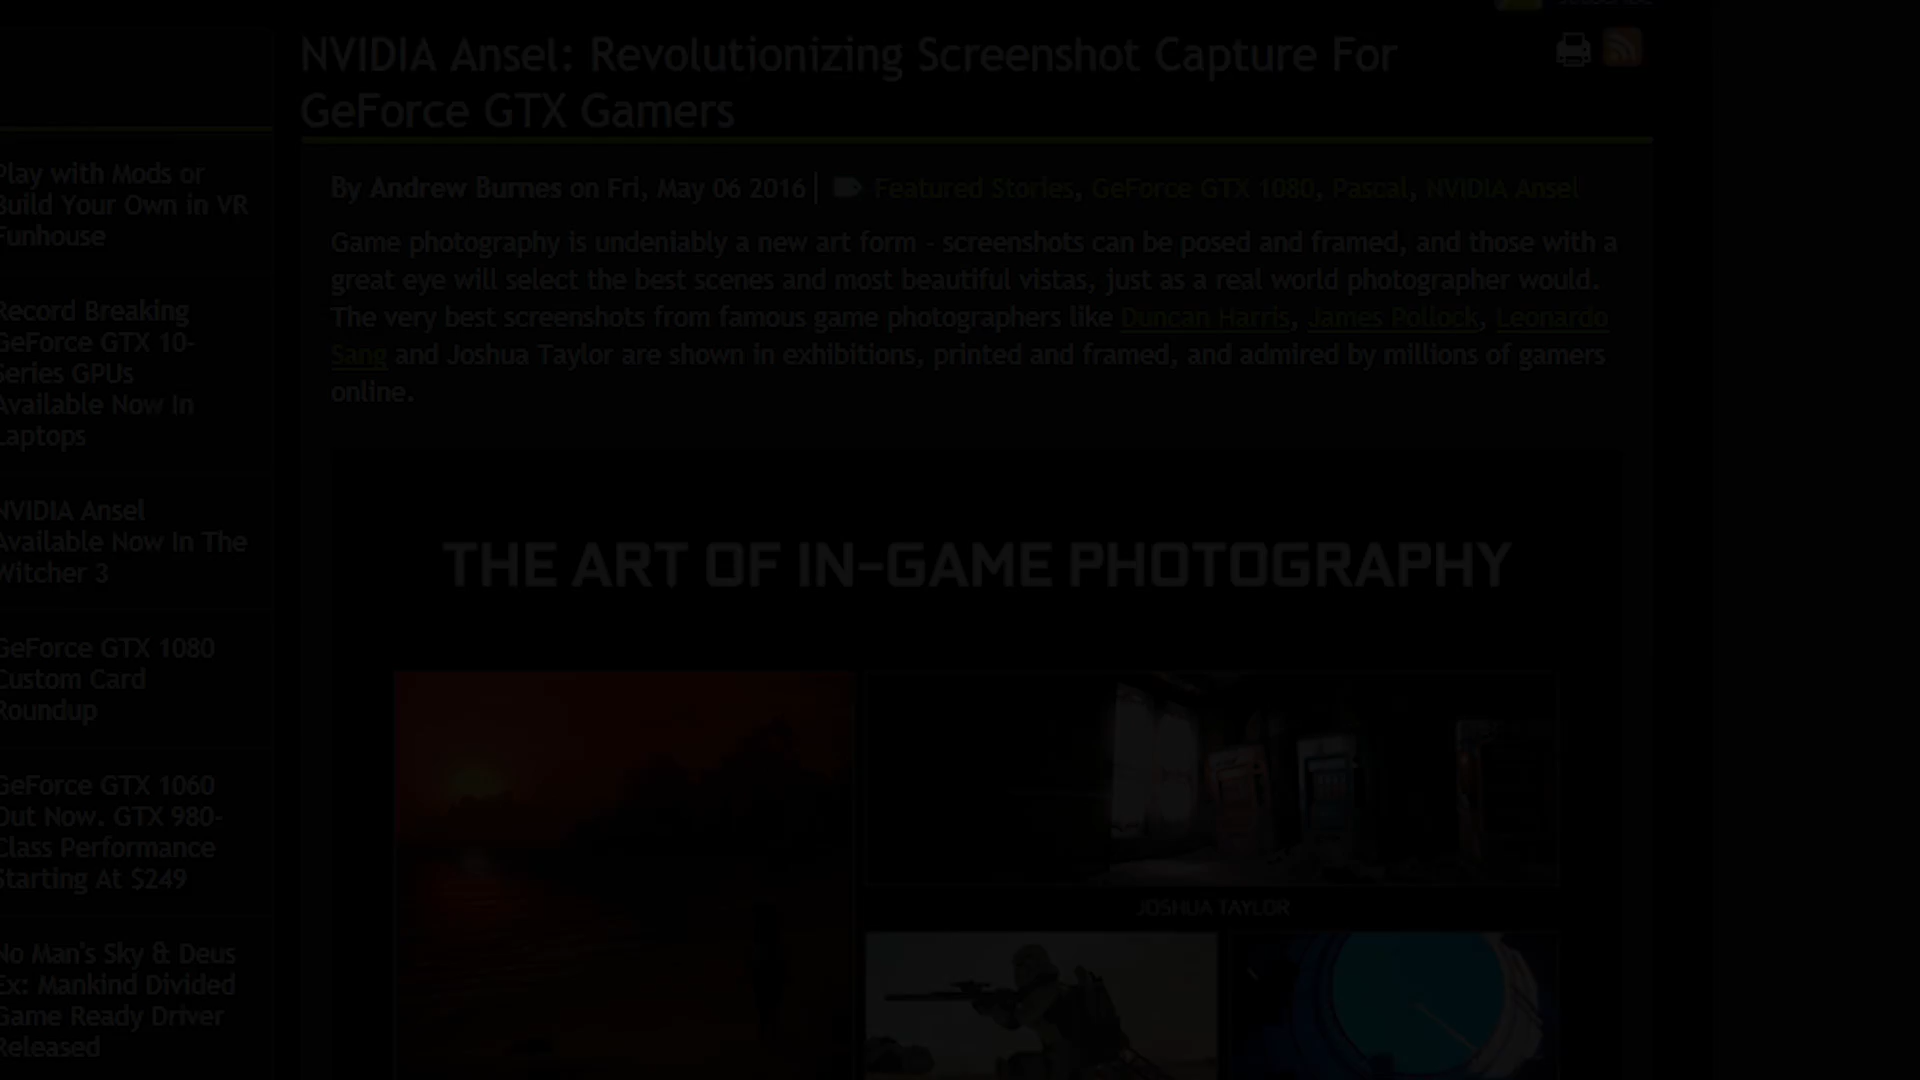 NVIDIA Ansel: Revolutionizing Screenshot Capture For
GeForce GTX Gamers
By Andrew Burnes on Fri, May 06 2016 | Featured Stories, GeForce GTX 1080, Pascal, NVIDIA Ansel
Game photography is undeniably a new art form - screenshots can be posed and framed, and those with a
great eye will select the best scenes and most beautiful vistas, just as a real world photographer would.
The very best screenshots from famous game photographers like Duncan Harris, James Pollock, Leonardo
Sang and Joshua Taylor are shown in exhibitions, printed and framed, and admired by millions of gamers
online.
THE ART OF IN-GAME PHOTOGRAPHY
JOSHUA TAYLOR
Play with Mods or
Build Your Own in VR
Funhouse
Record Breaking
GeForce GTX 10-
Series GPUs
Available Now In
Laptops
NVIDIA Ansel
Available Now In The
Witcher 3
GeForce GTX 1080
Custom Card
Roundup
GeForce GTX 1060
Out Now. GTX 980-
Class Performance
Starting At $249
No Man's Sky & Deus
Ex: Mankind Divided
Game Ready Driver
Released